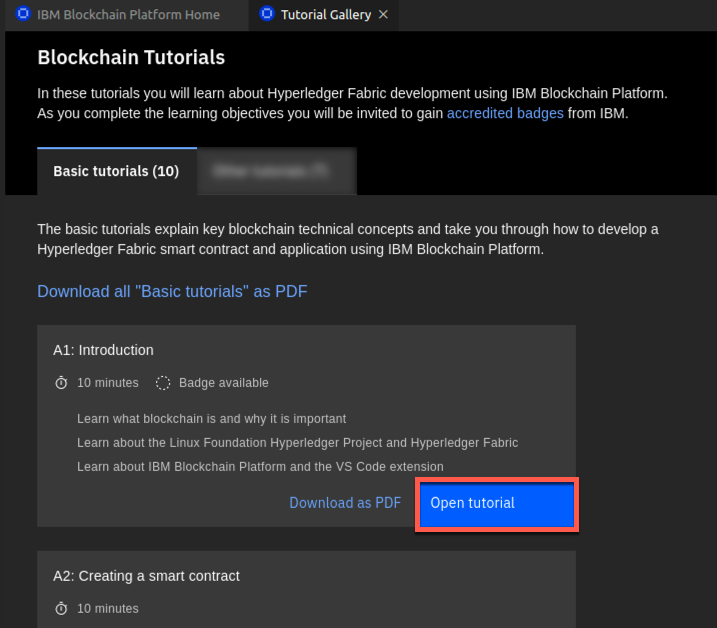 IBM Blockchain Platform Home
Tutorial Gallery
Blockchain Tutorials
In these tutorials you will learn about Hyperledger Fabric development using IBM Blockchain Platform.
As you complete the learning objectives you will be invited to gain accredited badges from IBM.
Basic tutorials (10)
The basic tutorials explain key blockchain technical concepts and take you through how to develop a
Hyperledger Fabric smart contract and application using IBM Blockchain Platform.
Download all "Basic tutorials" as PDF
A1: Introduction
10 minutes Badge available
Learn what blockchain is and why it is important
Learn about the Linux Foundation Hyperledger Project and Hyperledger Fabric
Learn about IBM Blockchain Platform and the VS Code extension
Download as PDF Open tutorial
A2: Creating a smart contract
10 minutes